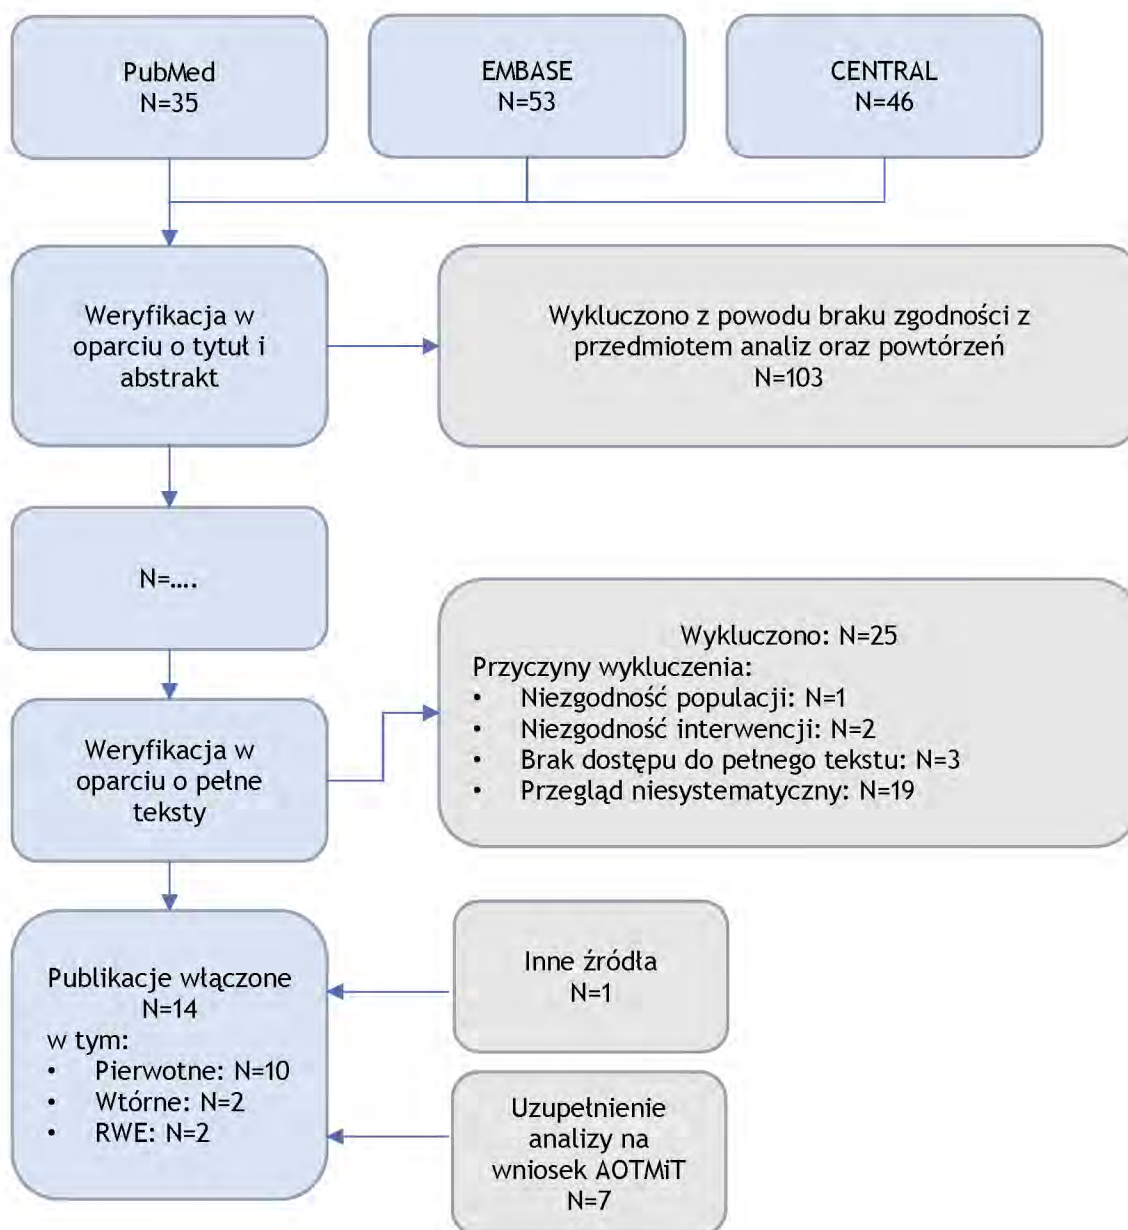 PubMed
N=35
EMBASE
N=53
CENTRAL
N=46
Weryfikacja w
oparciu o tytuł i
abstrakt
Wykluczono z powodu braku zgodności z
przedmiotem analiz oraz powtórzeń
N=103
N=....
Wykluczono: N=25
Przyczyny wykluczenia:
• Niezgodność populacji: N=1
• Niezgodność interwencji: N=2
• Brak dostępu do pełnego tekstu: N=3
• Przegląd niesystematyczny: N=19
Weryfikacja w
oparciu o pełne
teksty
Publikacje włączone
N=14
w tym:
• Pierwotne: N=10
• Wtórne: N=2
• RWE: N=2
Inne źródła
N=1
Uzupełnienie
analizy na
wniosek AOTMiT
N=7